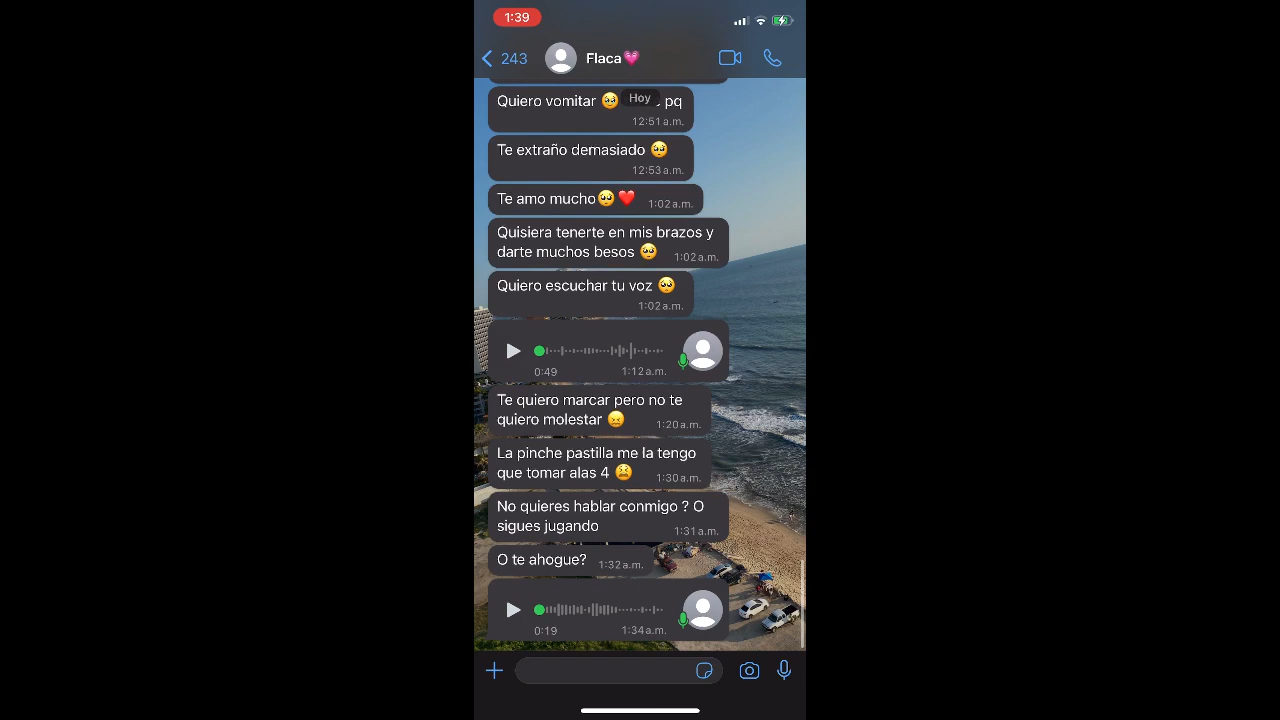 1:39
243
Flaca💗
Hoy
Quiero vomitar 🥺 pq
12:51 a.m.
Te extraño demasiado 🥺
12:53 a.m.
Te amo mucho🥺❤️
1:02 a.m.
Quisiera tenerte en mis brazos y
darte muchos besos 🥺
1:02 a.m.
Quiero escuchar tu voz 🥺
1:02 a.m.
0:49
1:12 a.m.
Te quiero marcar pero no te
quiero molestar 😖
1:20 a.m.
La pinche pastilla me la tengo
que tomar alas 4 😫
1:30 a.m.
No quieres hablar conmigo ? O
sigues jugando
1:31 a.m.
O te ahogue?
1:32 a.m.
0:19
1:34 a.m.